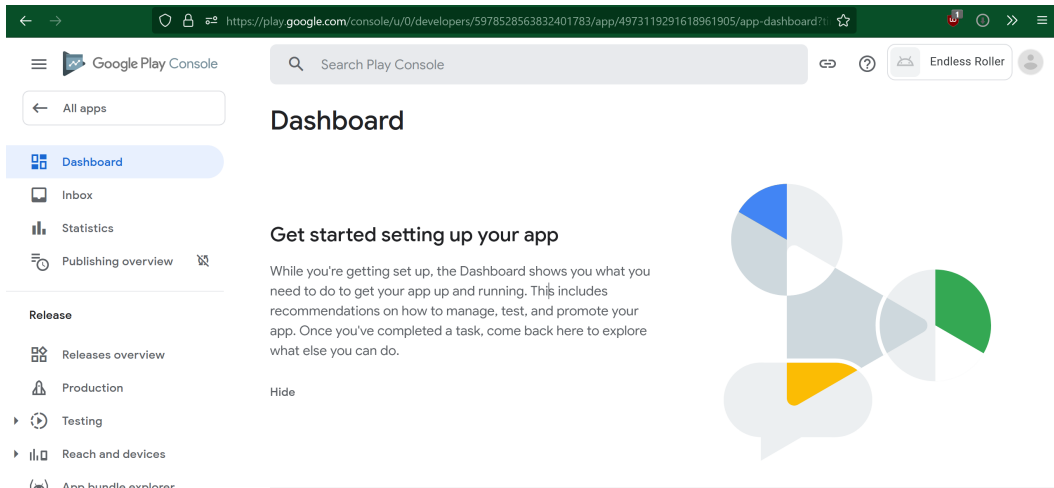 https://play.google.com/console/u/0/developers/5978528563832401783/app/4973119291618961905/app-dashboard?
1
Google Play Console
Search Play Console
Endless Roller
All apps
Dashboard
Inbox
Statistics
Publishing overview
Release
Releases overview
Production
Testing
Reach and devices
App bundle explorer
Dashboard
Get started setting up your app
While you're getting set up, the Dashboard shows you what you
need to do to get your app up and running. This includes
recommendations on how to manage, test, and promote your
app. Once you've completed a task, come back here to explore
what else you can do.
Hide